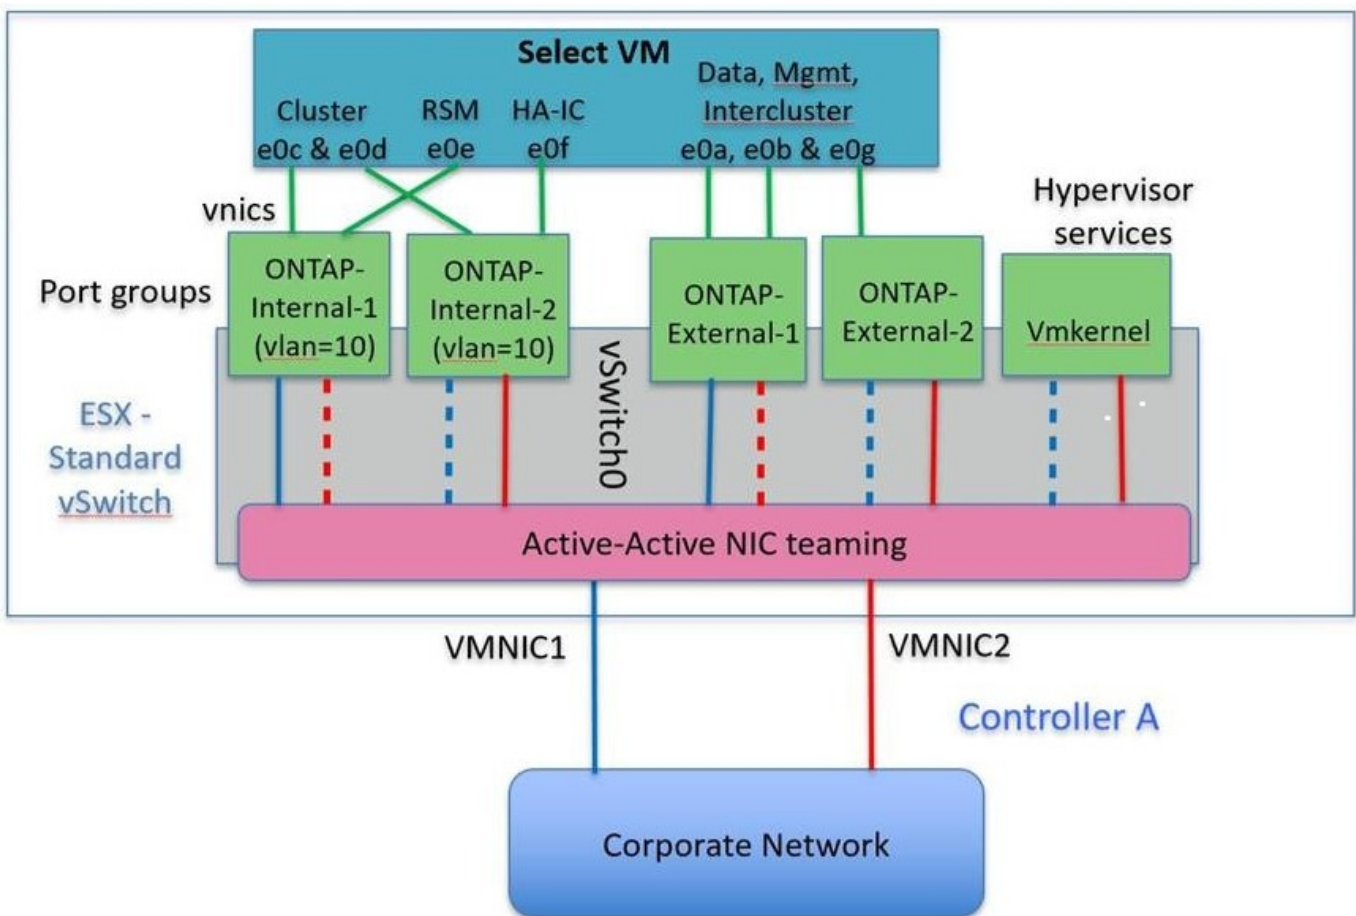 Select VM
Cluster
e0c & e0d
RSM
e0e
HA-IC
e0f
Data, Mgmt,
Intercluster
e0a, e0b & e0g
vnics
Hypervisor
services
Port groups
ONTAP-
Internal-1
(vlan=10)
ONTAP-
Internal-2
(vlan=10)
ONTAP-
External-1
ONTAP-
External-2
Vmkernel
ESX -
Standard
vSwitch
vSwitch0
Active-Active NIC teaming
VMNIC1
VMNIC2
Controller A
Corporate Network